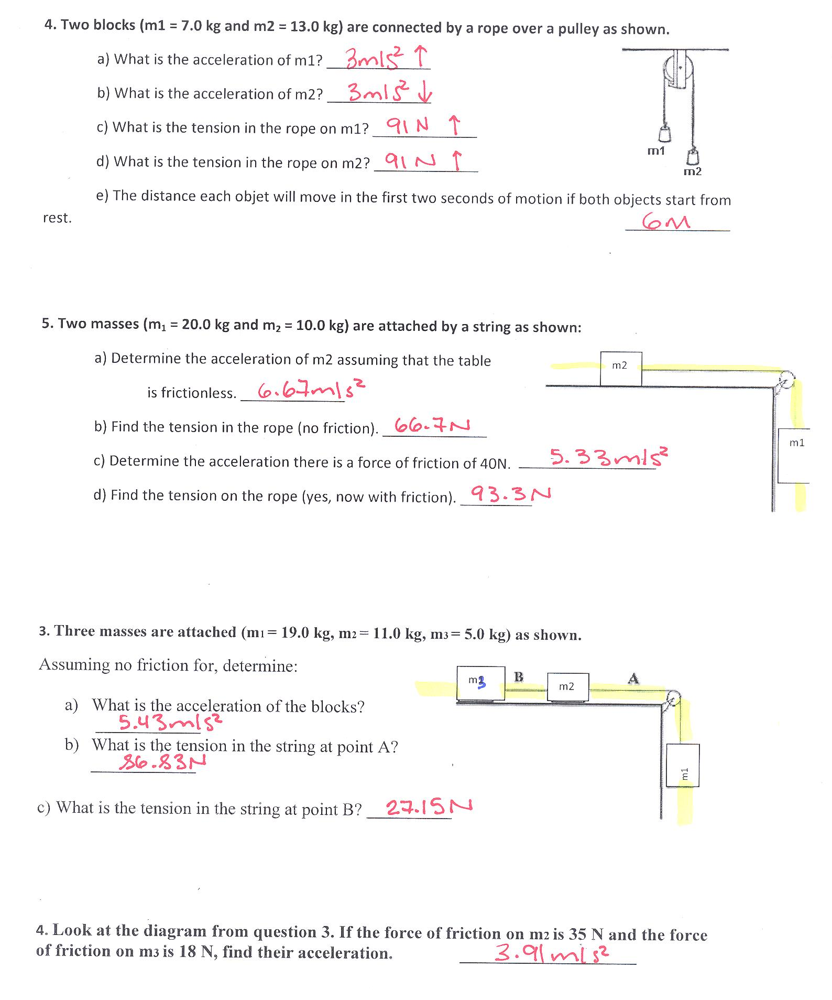 4. Two blocks (m1 = 7.0 kg and m2 = 13.0 kg) are connected by a rope over a pulley as shown.
a) What is the acceleration of m1? 3m/s² ↑
b) What is the acceleration of m2? 3m/s² ↓
c) What is the tension in the rope on m1? 91 N ↑
d) What is the tension in the rope on m2? 91 N ↑
m1
m2
e) The distance each objet will move in the first two seconds of motion if both objects start from
rest. 6M
5. Two masses (m₁ = 20.0 kg and m₂ = 10.0 kg) are attached by a string as shown:
a) Determine the acceleration of m2 assuming that the table
is frictionless. 6.67m/s²
m2
b) Find the tension in the rope (no friction). 66.7N
m1
c) Determine the acceleration there is a force of friction of 40N. 5.33m/s²
d) Find the tension on the rope (yes, now with friction). 93.3N
3. Three masses are attached (m1 = 19.0 kg, m2 = 11.0 kg, m3 = 5.0 kg) as shown.
Assuming no friction for, determine:
m3
B
m2
A
a) What is the acceleration of the blocks?
5.43m/s²
b) What is the tension in the string at point A?
86.83N
m1
c) What is the tension in the string at point B? 27.15N
4. Look at the diagram from question 3. If the force of friction on m2 is 35 N and the force
of friction on m3 is 18 N, find their acceleration. 3.91m/s²